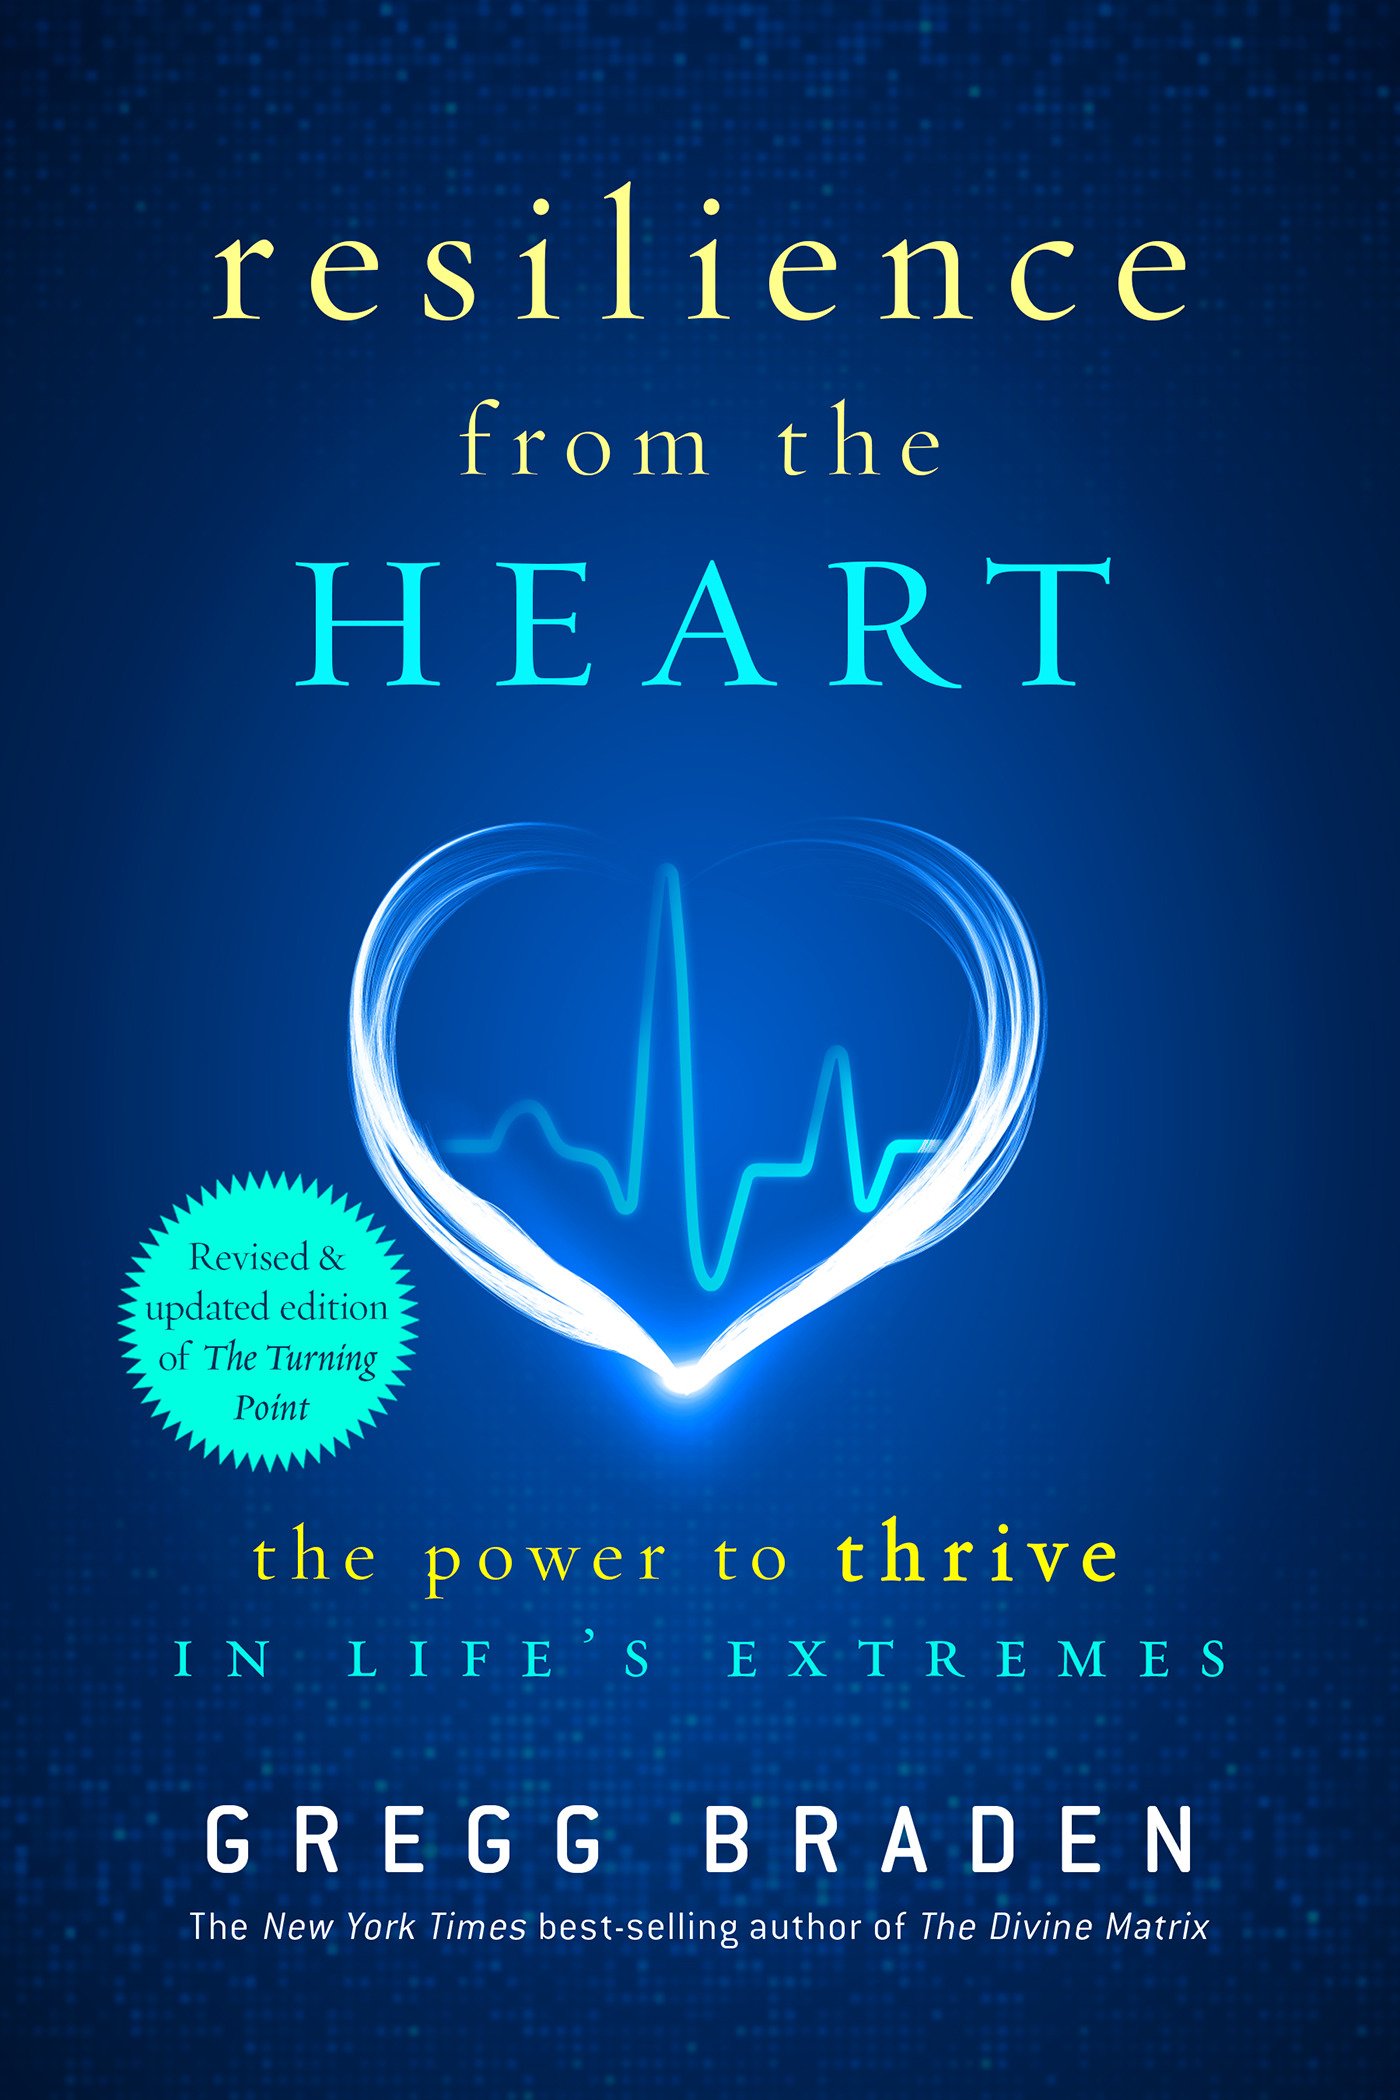 resilience
from the
HEART
Revised &
updated edition
of The Turning
Point
the power to thrive
IN LIFE'S EXTREMES
GREGG BRADEN
The New York Times best-selling author of The Divine Matrix